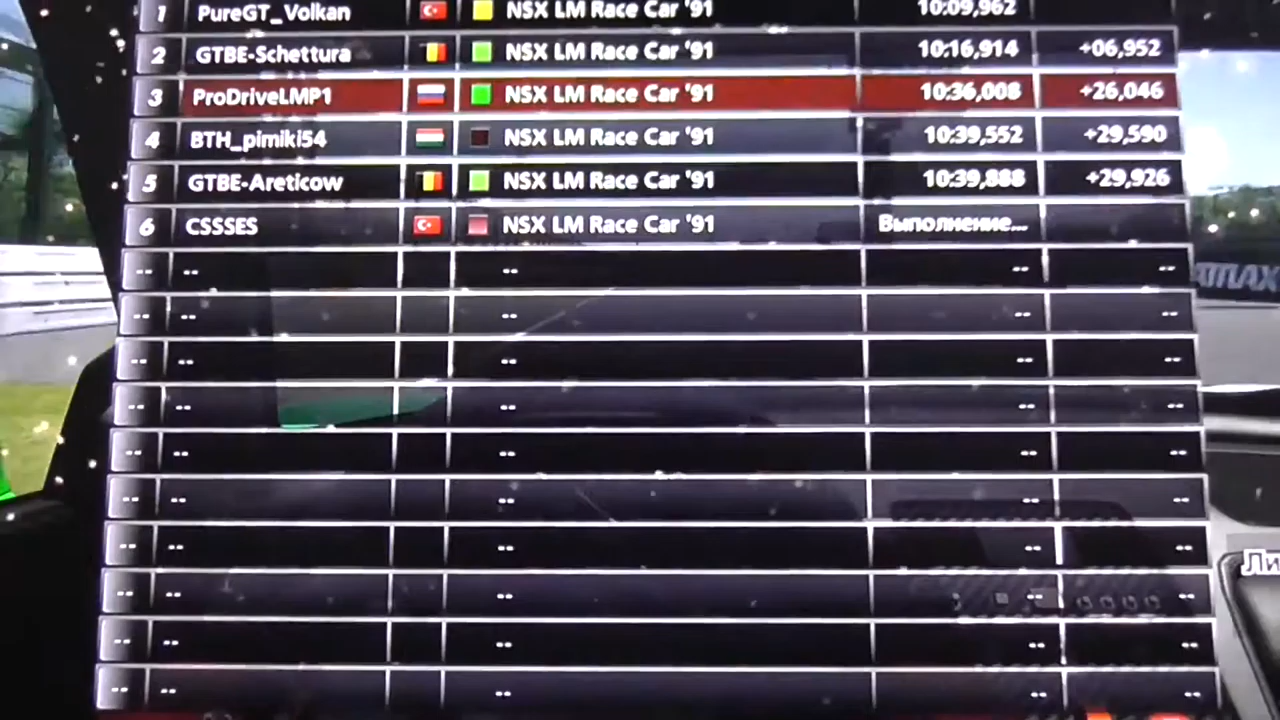 1 PureGT_Volkan NSX LM Race Car '91 10:09,962
2 GTBE-Schettura NSX LM Race Car '91 10:16,914 +06,952
3 ProDriveLMP1 NSX LM Race Car '91 10:36,008 +26,046
4 BTH_pimiki54 NSX LM Race Car '91 10:39,552 +29,590
5 GTBE-Areticow NSX LM Race Car '91 10:39,888 +29,926
6 CSSSES NSX LM Race Car '91 Выполнение...
-- -- -- -- --
-- -- -- -- --
-- -- -- -- --
-- -- -- -- --
-- -- -- -- --
-- -- -- -- --
-- -- -- -- --
-- -- -- -- --
-- -- -- -- --
-- -- -- -- --